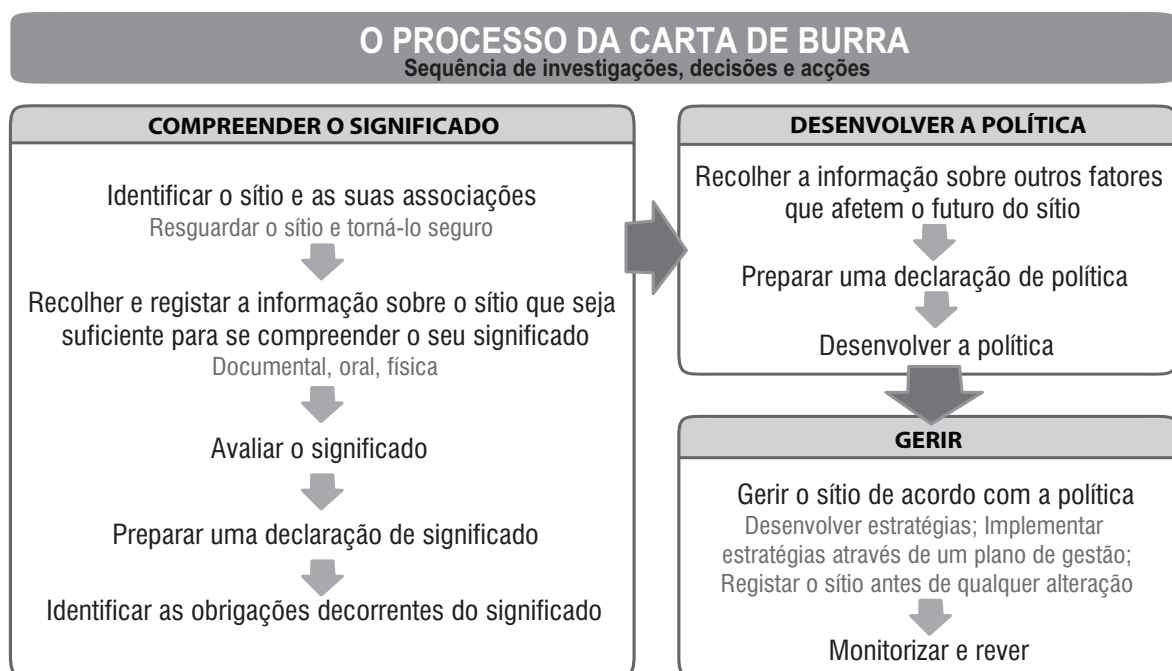 O PROCESSO DA CARTA DE BURRA
Sequência de investigações, decisões e acções
COMPREENDER O SIGNIFICADO
Identificar o sítio e as suas associações
Resguardar o sítio e torná-lo seguro
Recolher e registar a informação sobre o sítio que seja
suficiente para se compreender o seu significado
Documental, oral, física
Avaliar o significado
Preparar uma declaração de significado
Identificar as obrigações decorrentes do significado
DESENVOLVER A POLÍTICA
Recolher a informação sobre outros fatores
que afetem o futuro do sítio
Preparar uma declaração de política
Desenvolver a política
GERIR
Gerir o sítio de acordo com a política
Desenvolver estratégias; Implementar
estratégias através de um plano de gestão;
Registar o sítio antes de qualquer alteração
Monitorizar e rever